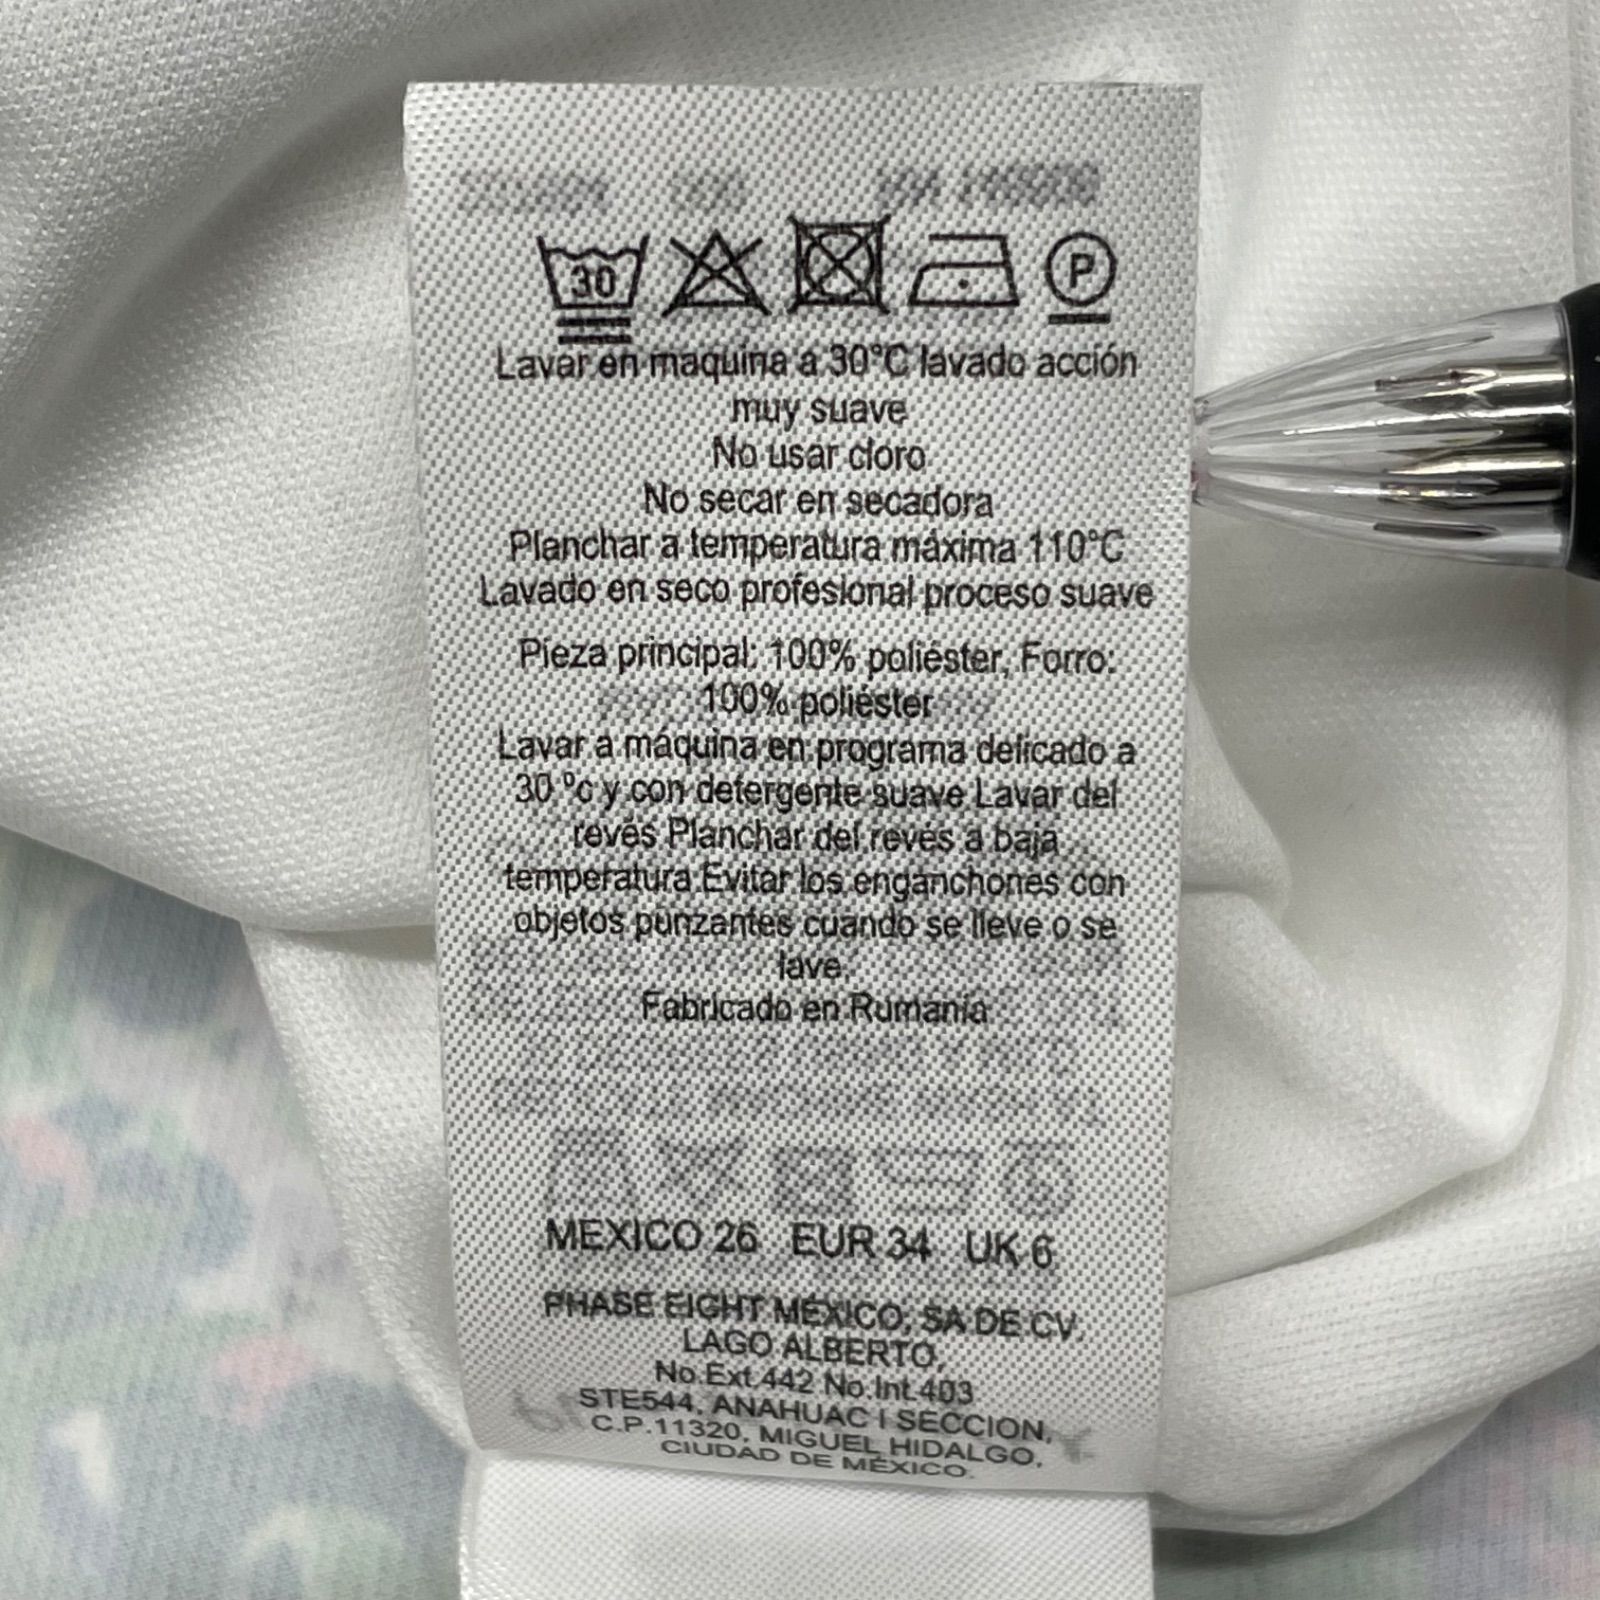 30 P
Lavar en maquina a 30°C lavado acción
muy suave
No usar cloro
No secar en secadora
Planchar a temperatura máxima 110°C
Lavado en seco profesional proceso suave
Pieza principal: 100% poliéster, Forro:
100% poliéster
Lavar a máquina en programa delicado a
30 °c y con detergente suave Lavar del
revés Planchar del revés a baja
temperatura Evitar los enganchones con
objetos punzantes cuando se lleve o se
lave.
Fabricado en Rumania
MEXICO 26 EUR 34 UK 6
PHASE EIGHT MÉXICO, SA DE CV.
LAGO ALBERTO,
No.Ext.442 No.Int.403
STE544, ANAHUAC I SECCION,
C.P.11320, MIGUEL HIDALGO,
CIUDAD DE MÉXICO.